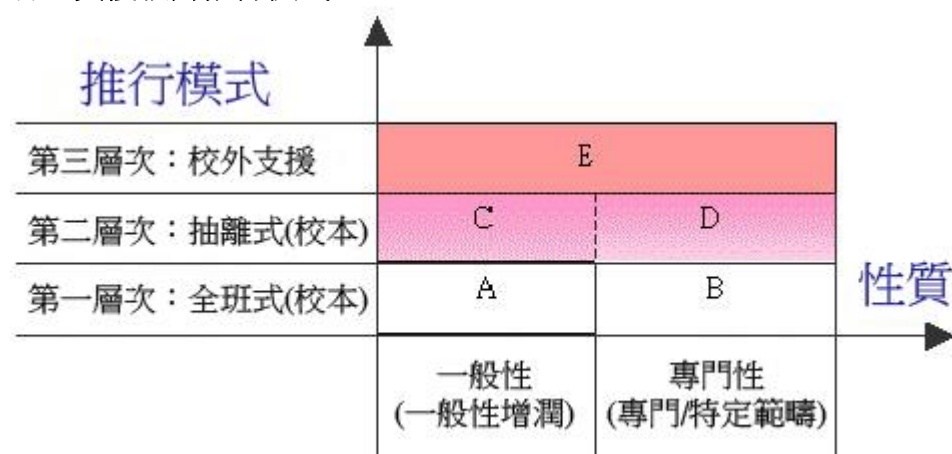 推行模式
第三層次：校外支援
E
第二層次：抽離式(校本)
C
D
第一層次：全班式(校本)
A
B
性質
一般性
(一般性增潤)
專門性
(專門/特定範疇)